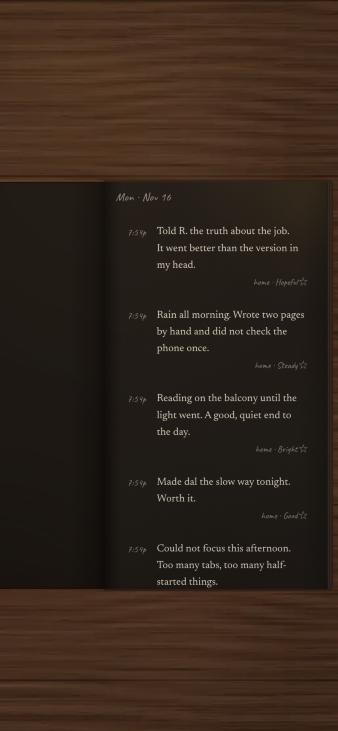 Mon · Nov 16
7:54p Told R. the truth about the job.
It went better than the version in
my head.
home · Hopeful
7:54p Rain all morning. Wrote two pages
by hand and did not check the
phone once.
home · Steady
7:54p Reading on the balcony until the
light went. A good, quiet end to
the day.
home · Bright
7:54p Made dal the slow way tonight.
Worth it.
home · Good
7:54p Could not focus this afternoon.
Too many tabs, too many half-
started things.